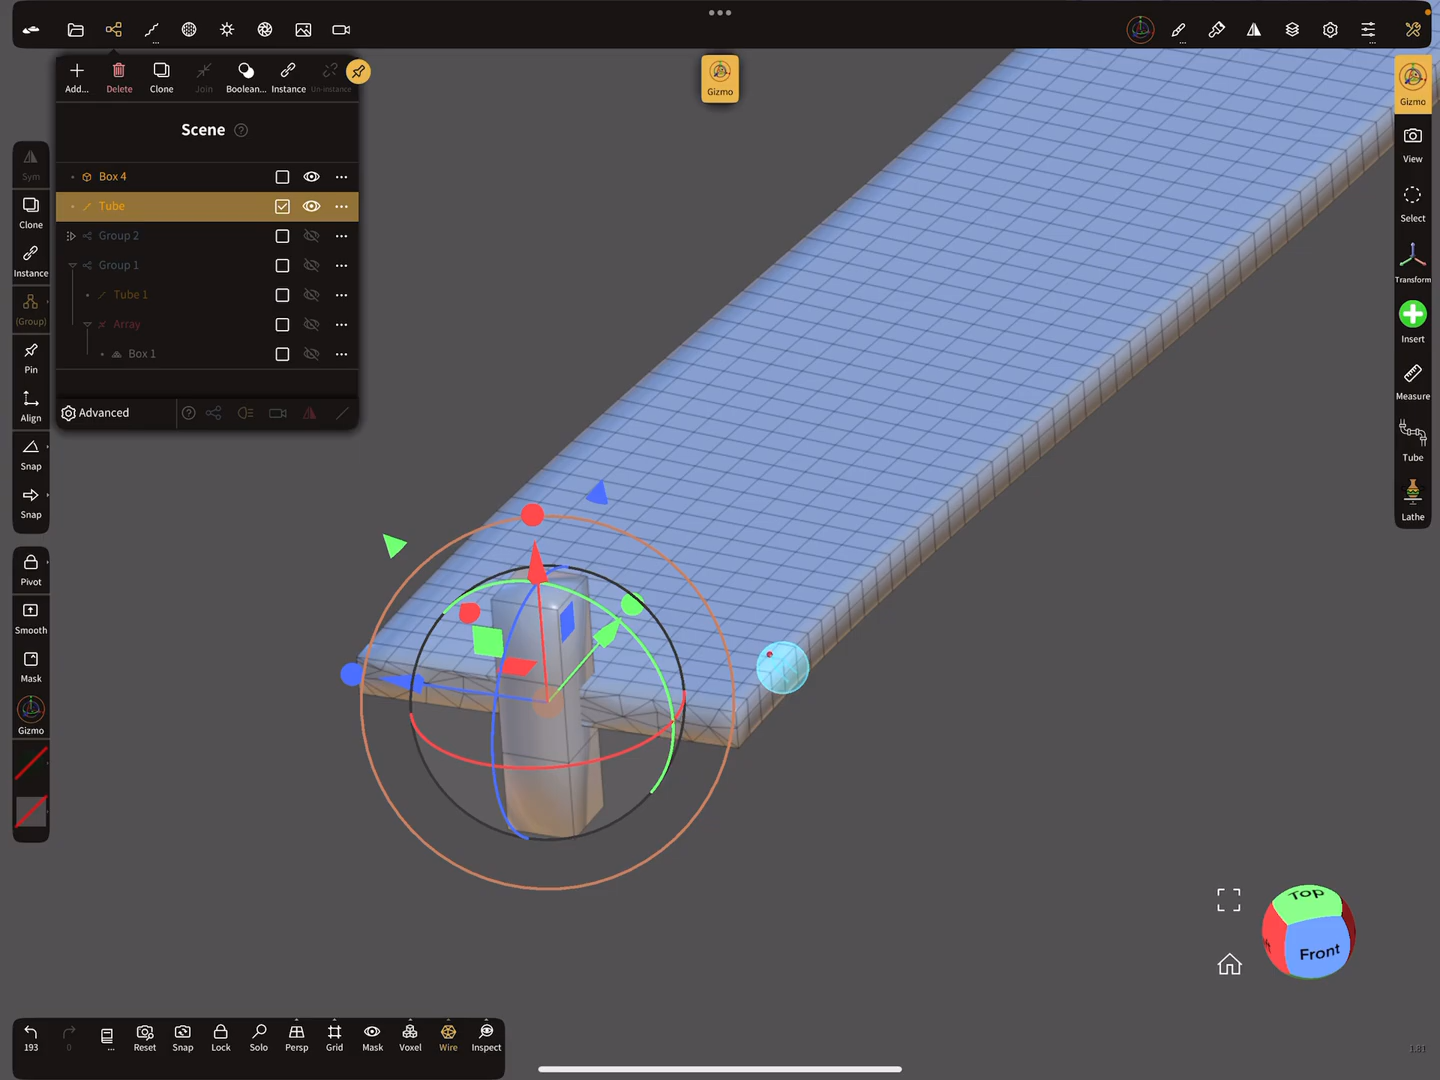 Add...
Delete
Clone
Join
Boolean...
Instance
Un-instance
Scene
Box 4
Tube
Group 2
Group 1
Tube 1
Array
Box 1
Advanced
Sym
Clone
Instance
(Group)
Pin
Align
Snap
Snap
Pivot
Smooth
Mask
Gizmo
Gizmo
Gizmo
View
Select
Transform
Insert
Measure
Tube
Lathe
Top
Front
193
0
...
Reset
Snap
Lock
Solo
Persp
Grid
Mask
Voxel
Wire
Inspect
1.81